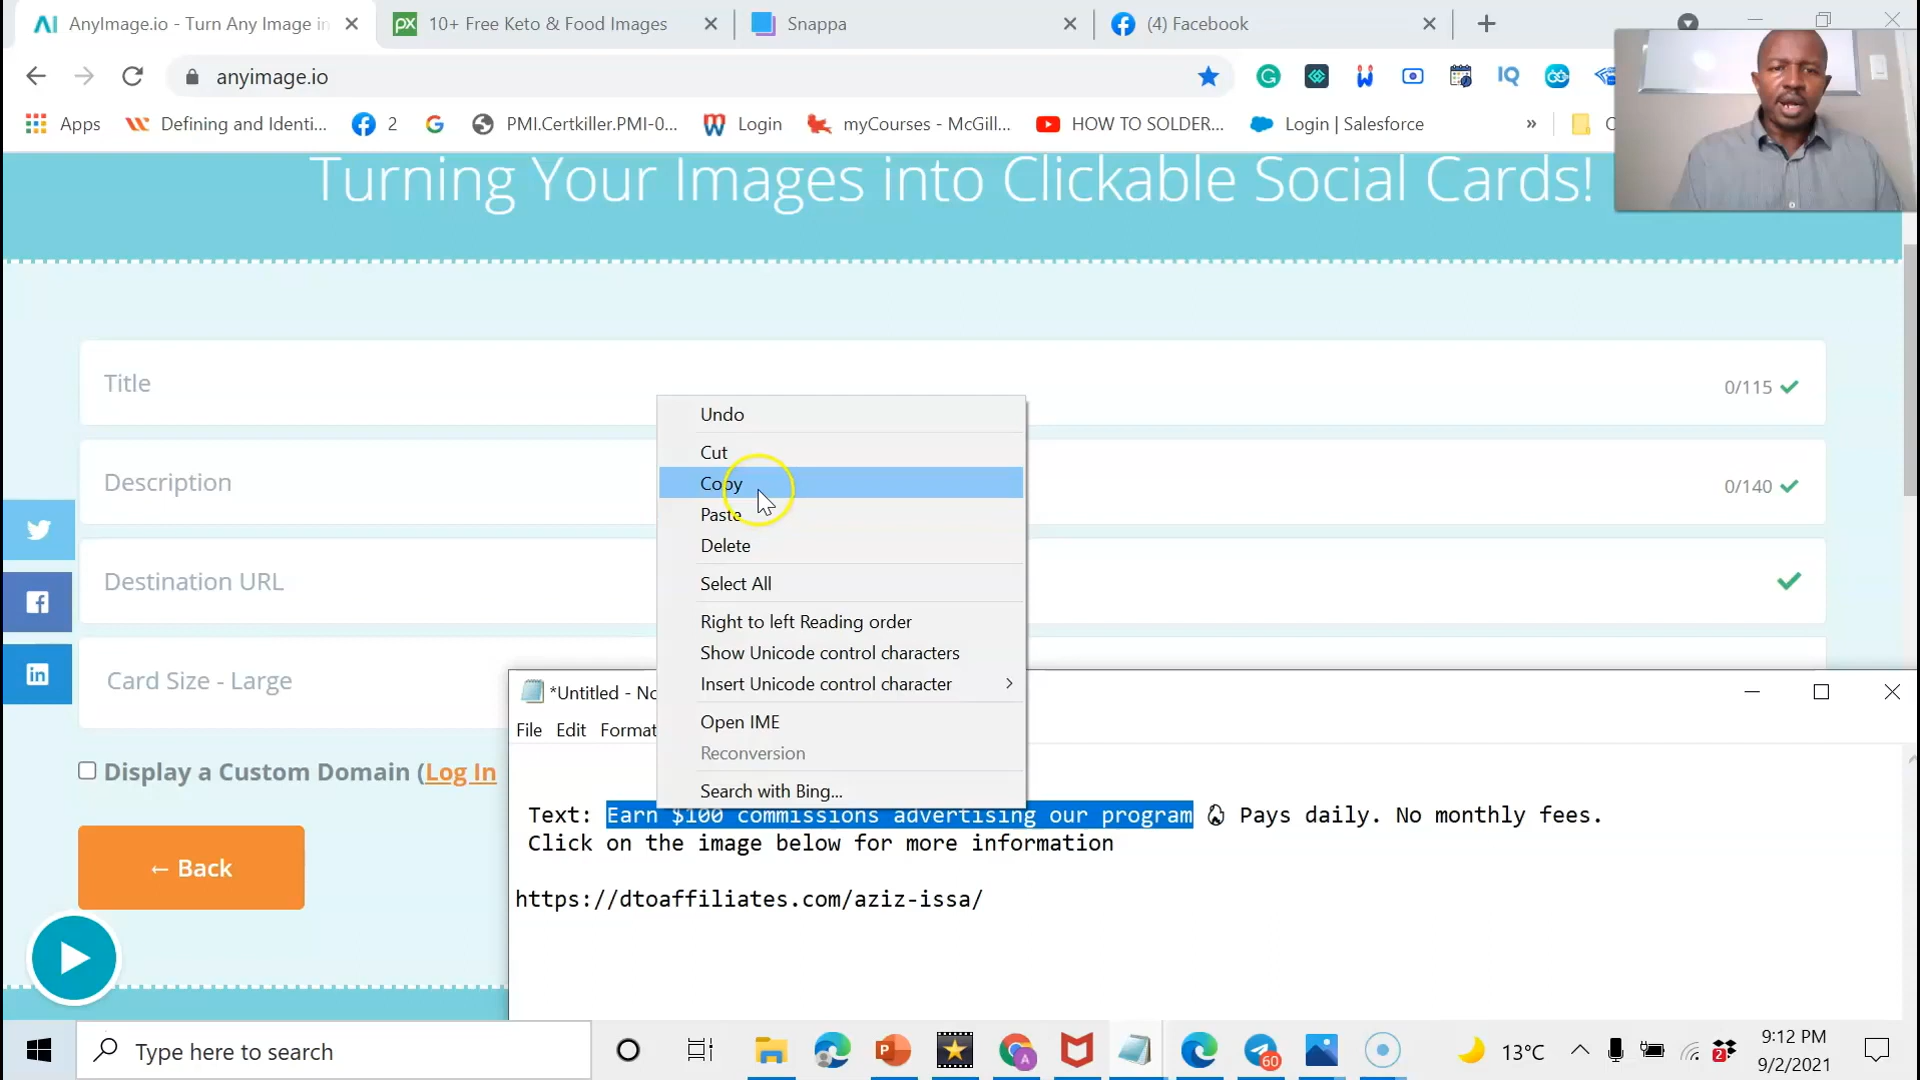 AnyImage.io - Turn Any Image in
10+ Free Keto & Food Images
Snappa
(4) Facebook
anyimage.io
Apps
Defining and Identi...
2
PMI.Certkiller.PMI-0...
Login
myCourses - McGill...
HOW TO SOLDER...
Login | Salesforce
»
Turning Your Images into Clickable Social Cards!
Title
0/115
Description
0/140
Destination URL
Card Size - Large
Display a Custom Domain (Log In
← Back
Undo
Cut
Copy
Paste
Delete
Select All
Right to left Reading order
Show Unicode control characters
Insert Unicode control character
Open IME
Reconversion
Search with Bing...
*Untitled - No
File Edit Format
Text: Earn $100 commissions advertising our program Pays daily. No monthly fees.
Click on the image below for more information
https://dtoaffiliates.com/aziz-issa/
Type here to search
60
13°C
2
9:12 PM
9/2/2021